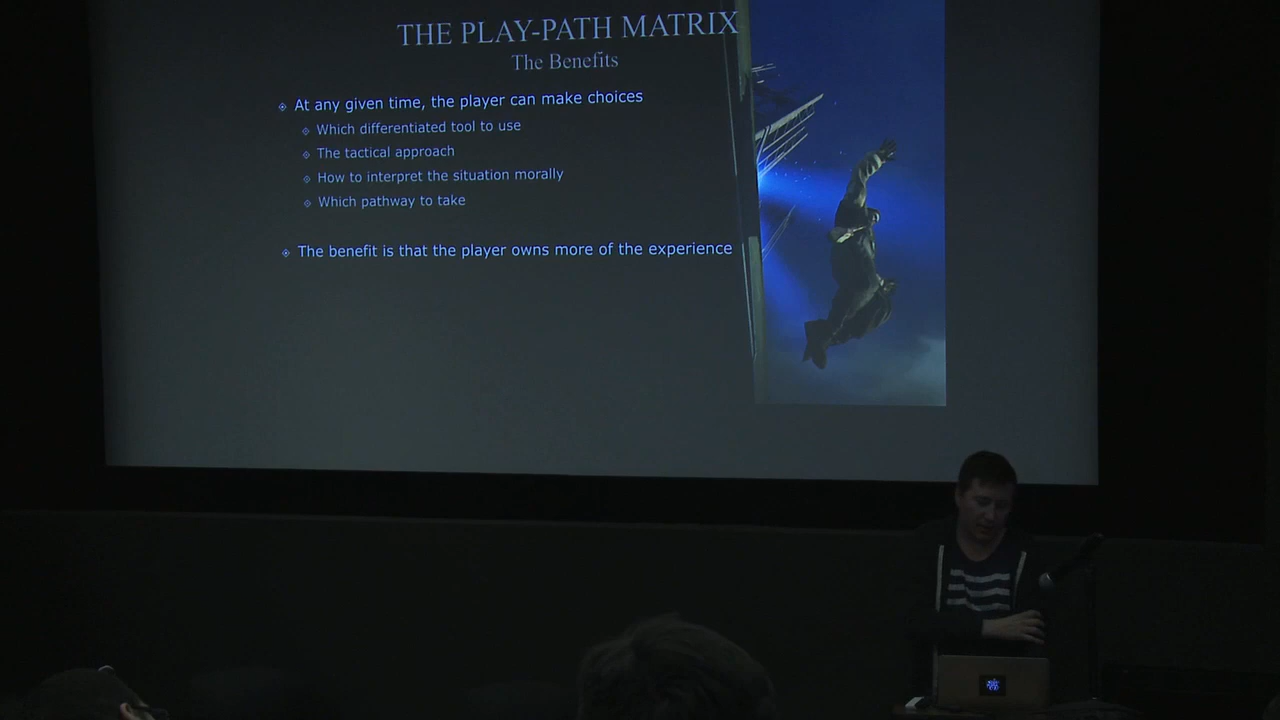 THE PLAY-PATH MATRIX
The Benefits
At any given time, the player can make choices
Which differentiated tool to use
The tactical approach
How to interpret the situation morally
Which pathway to take
The benefit is that the player owns more of the experience